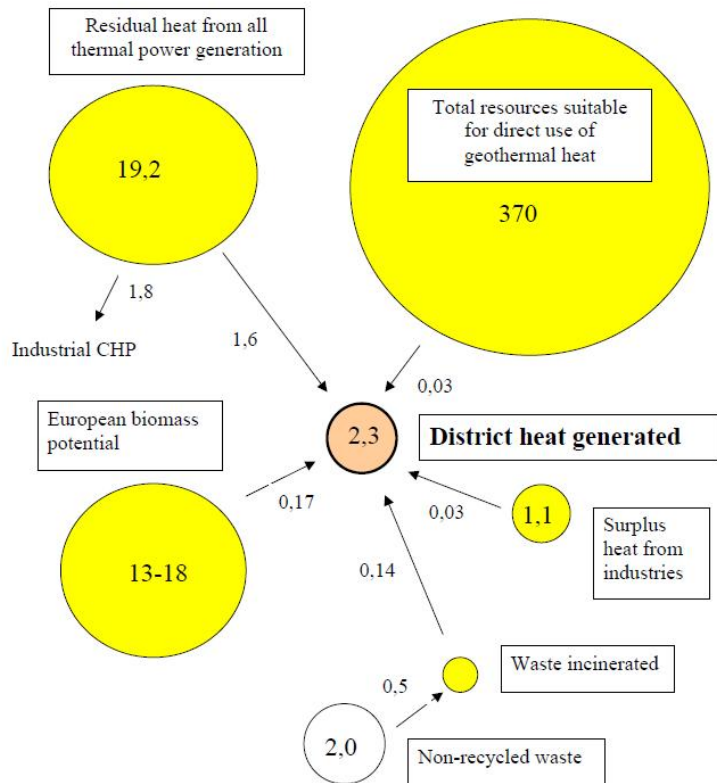 Residual heat from all
thermal power generation
Total resources suitable
for direct use of
geothermal heat
19,2
370
1,8
Industrial CHP
1,6
0,03
European biomass
potential
2,3
District heat generated
0,17
0,03
1,1
Surplus
heat from
industries
13-18
0,14
Waste incinerated
0,5
2,0
Non-recycled waste